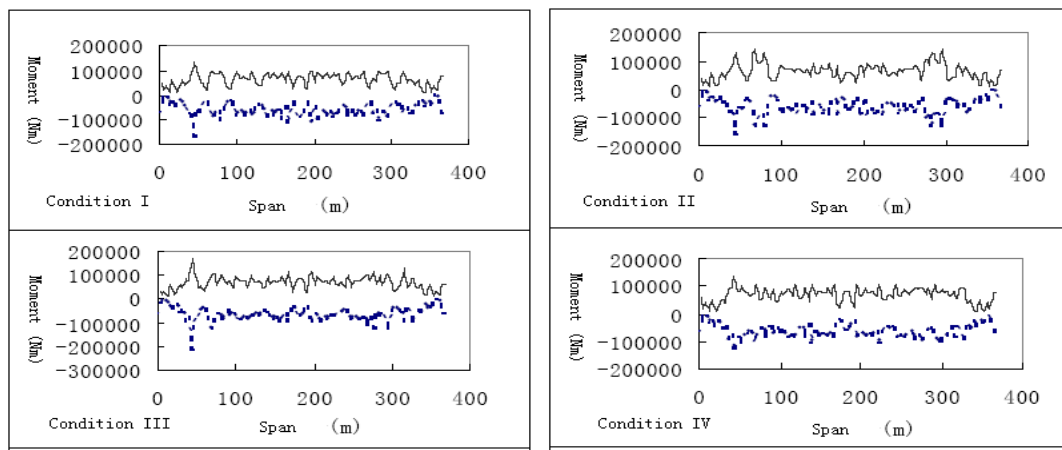 Moment (Nm)
200000
100000
0
-100000
-200000
0 100 200 300 400
Condition I Span (m)
Moment (Nm)
200000
100000
0
-100000
-200000
0 100 200 300 400
Condition II Span (m)
Moment (Nm)
200000
100000
0
-100000
-200000
-300000
0 100 200 300 400
Condition III Span (m)
Moment (Nm)
200000
100000
0
-100000
-200000
0 100 200 300 400
Condition IV Span (m)